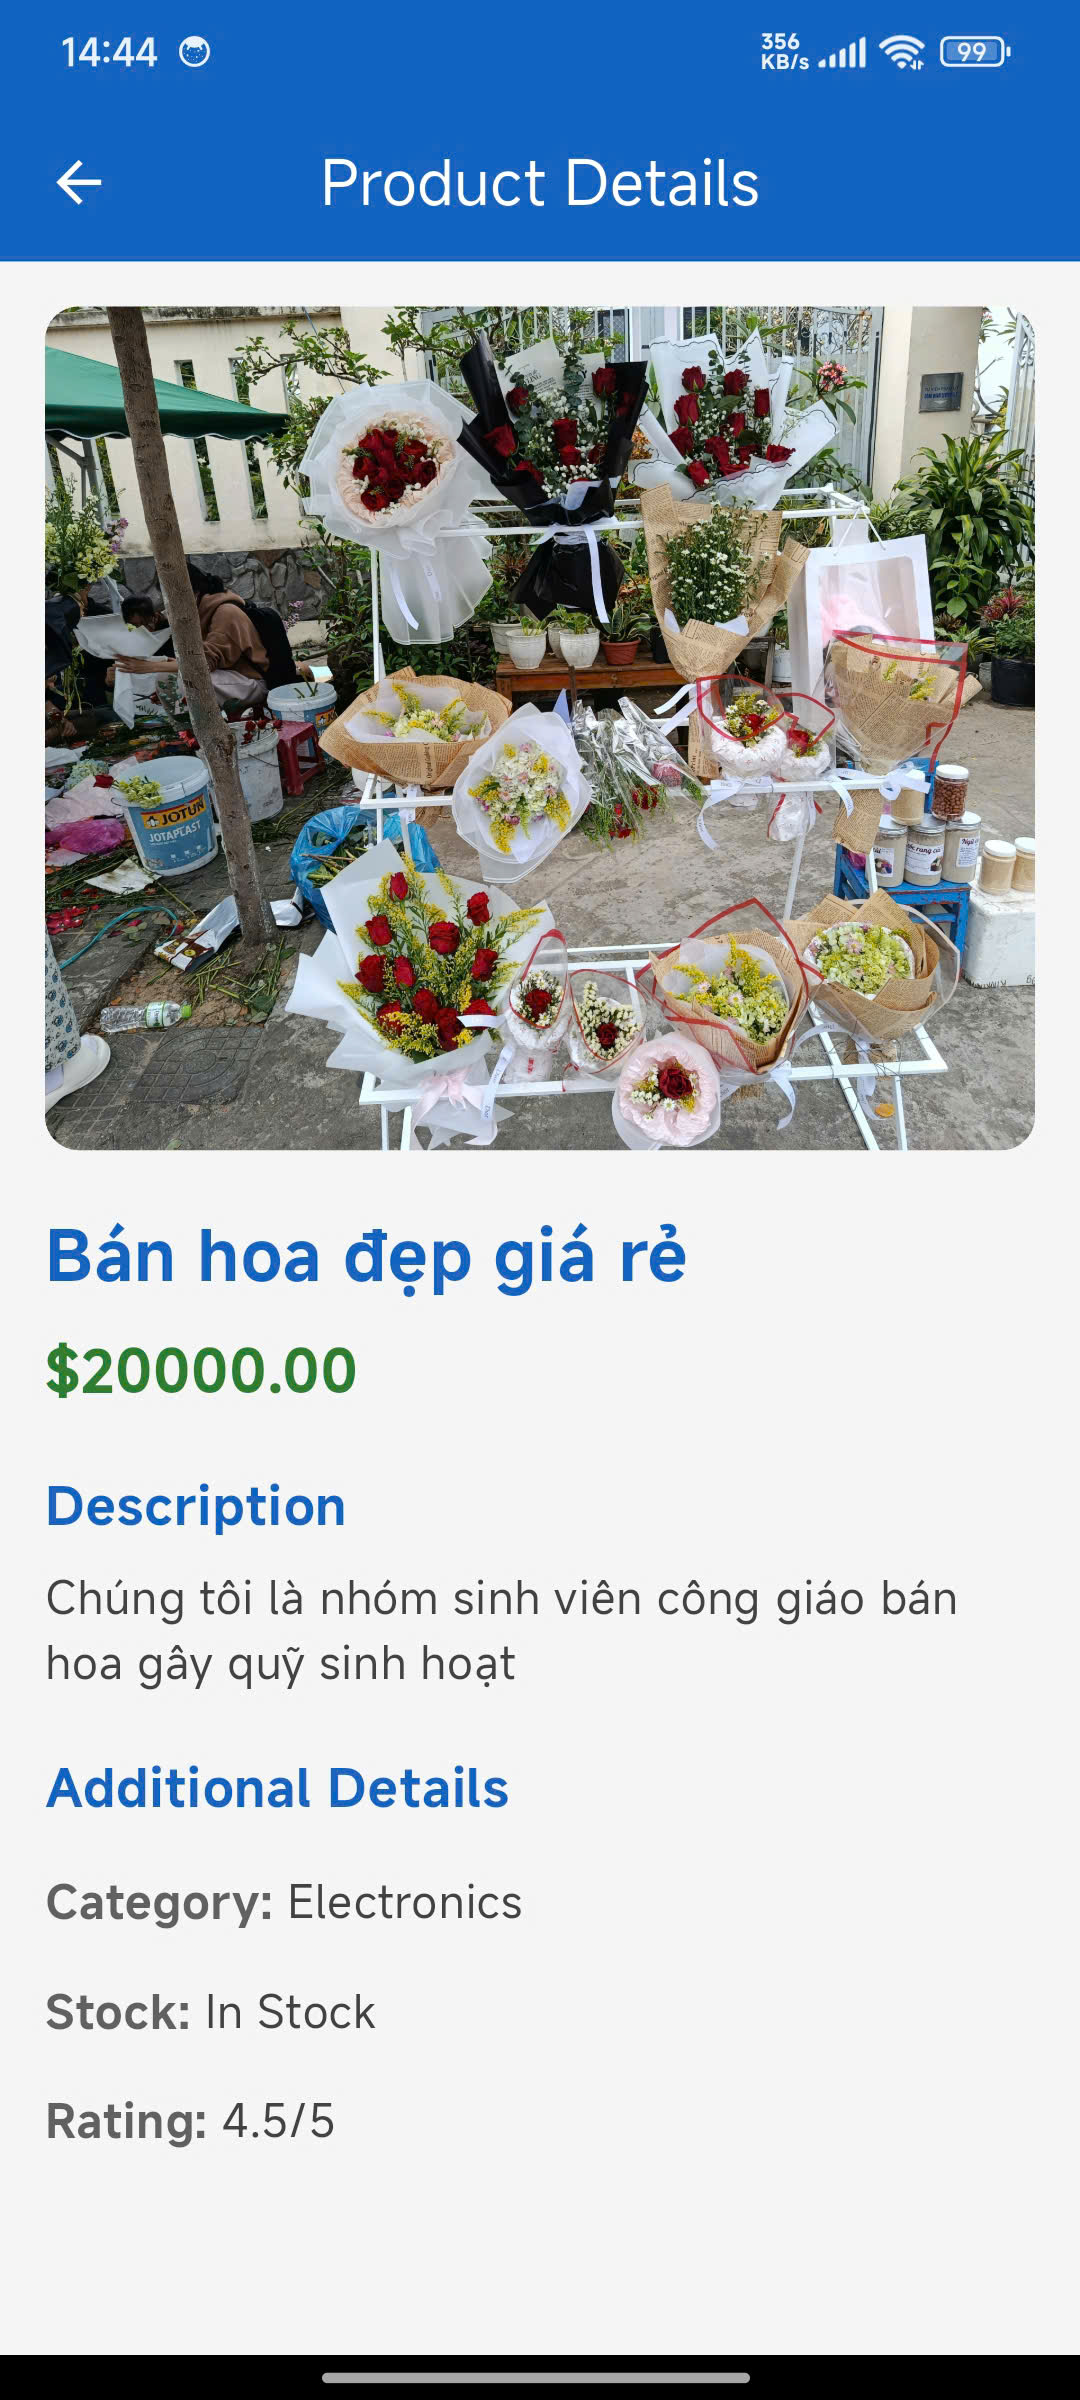 14:44
356
KB/s
99
Product Details
JOTUN
JOTAPLAST
Bán hoa đẹp giá rẻ
$20000.00
Description
Chúng tôi là nhóm sinh viên công giáo bán
hoa gây quỹ sinh hoạt
Additional Details
Category: Electronics
Stock: In Stock
Rating: 4.5/5